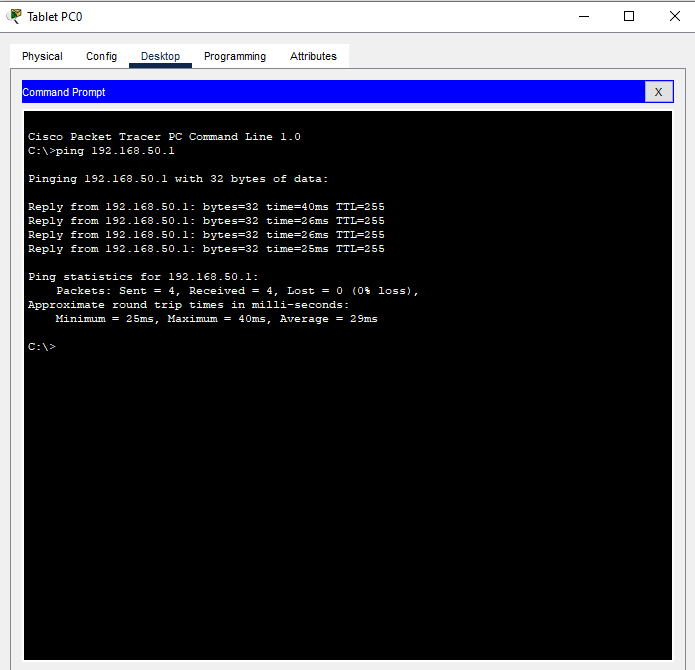 Tablet PC0
Physical Config Desktop Programming Attributes
Command Prompt X
Cisco Packet Tracer PC Command Line 1.0
C:\>ping 192.168.50.1
Pinging 192.168.50.1 with 32 bytes of data:
Reply from 192.168.50.1: bytes=32 time=40ms TTL=255
Reply from 192.168.50.1: bytes=32 time=26ms TTL=255
Reply from 192.168.50.1: bytes=32 time=26ms TTL=255
Reply from 192.168.50.1: bytes=32 time=25ms TTL=255
Ping statistics for 192.168.50.1:
Packets: Sent = 4, Received = 4, Lost = 0 (0% loss),
Approximate round trip times in milli-seconds:
Minimum = 25ms, Maximum = 40ms, Average = 29ms
C:\>